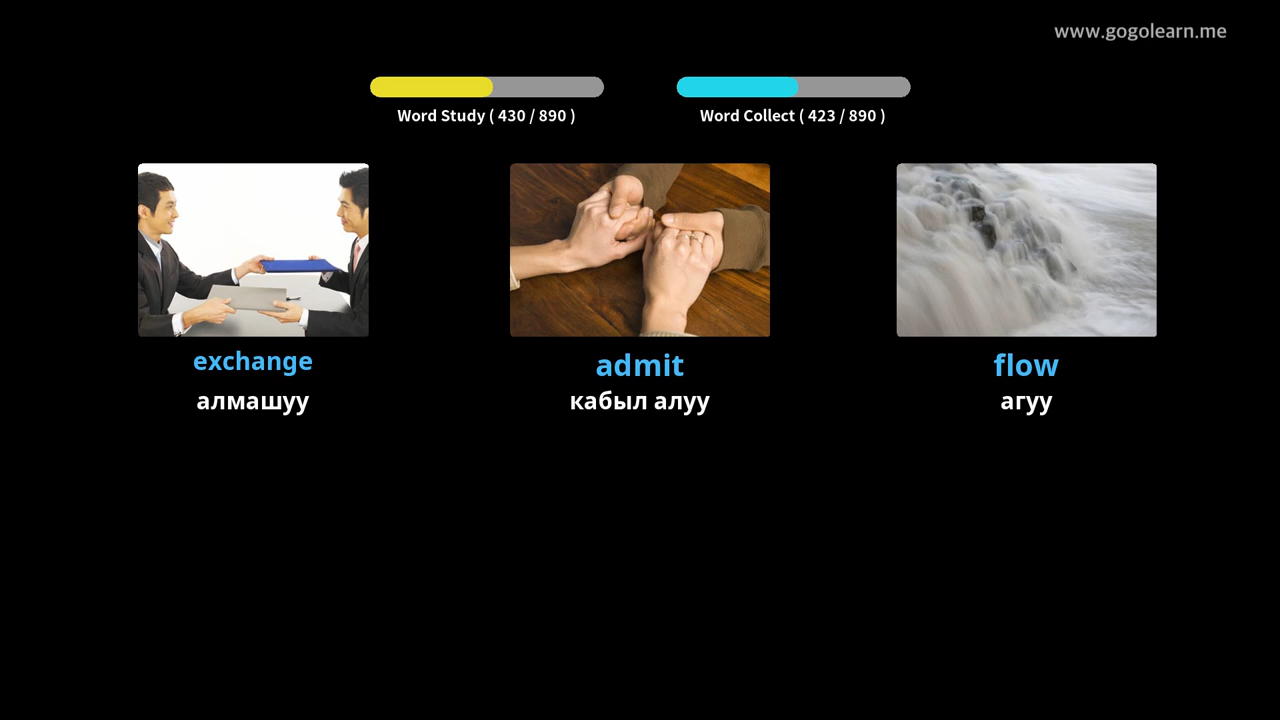 www.gogolearn.me
Word Study ( 430 / 890 )
Word Collect ( 423 / 890 )
exchange
алмашуу
admit
кабыл алуу
flow
агуу